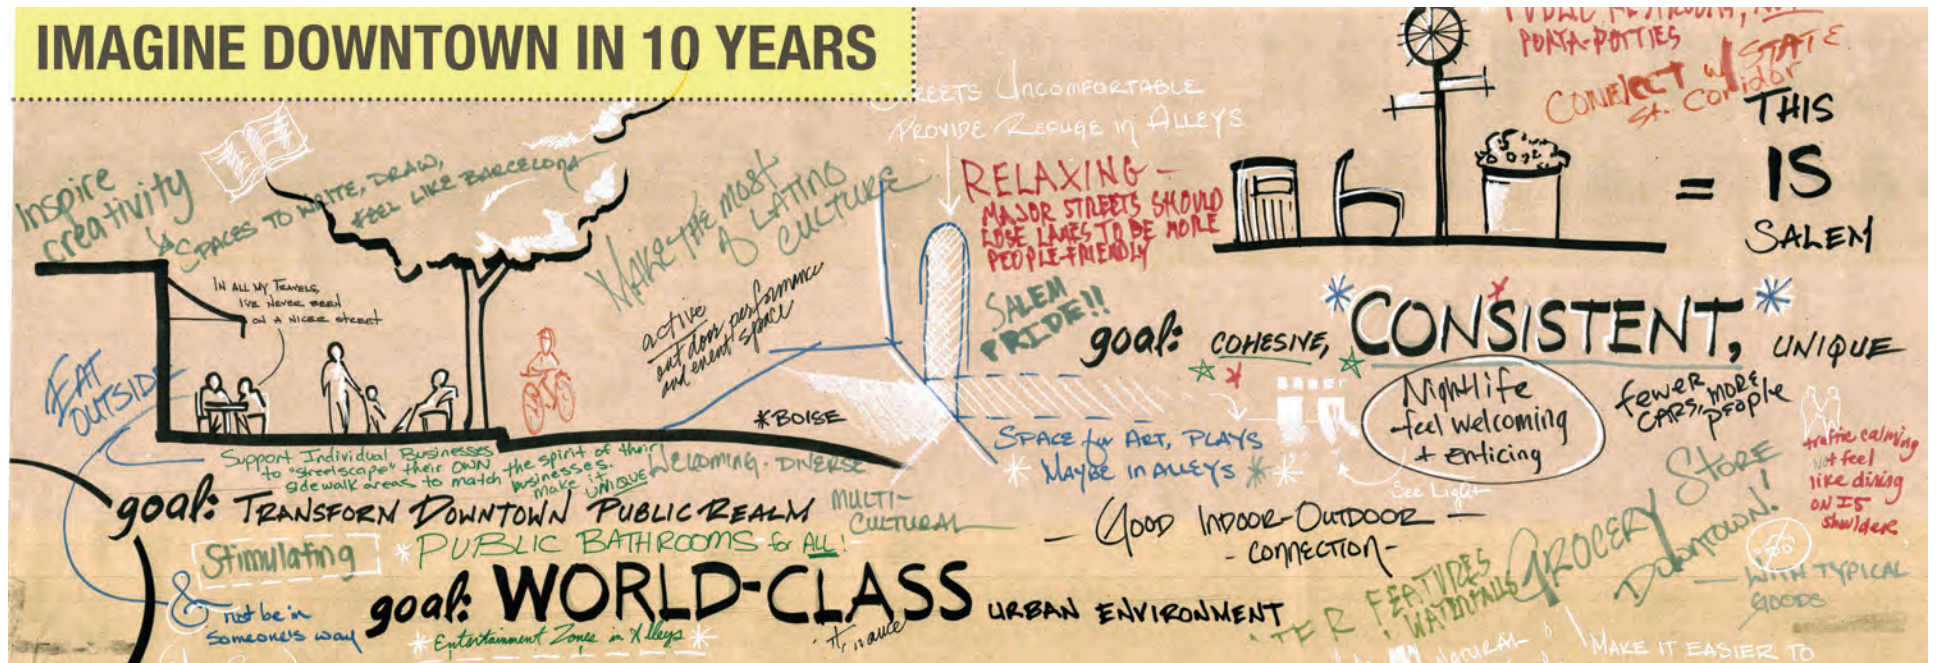 IMAGINE DOWNTOWN IN 10 YEARS
PORTA-POTTIES
CONNECT w/ STATE
St. Corridor
STREETS UNCOMFORTABLE
PROVIDE REFUGE in ALLEYS
THIS
IS
SALEM
=
Inspire
creativity
SPACES TO WRITE, DRAW,
FEEL LIKE BARCELONA
MAKE THE MOST
of LATINO
CULTURE
RELAXING -
MAJOR STREETS SHOULD
LOSE LANES TO BE MORE
PEOPLE-FRIENDLY
IN ALL MY TRAVELS,
I'VE NEVER BEEN
ON A NICER STREET
active
outdoor performance
and event space
SALEM
PRIDE!!
goal: COHESIVE, *CONSISTENT,* UNIQUE
EAT
OUTSIDE
& not be in
someone's way
*BOISE
Nightlife
feel welcoming
+ enticing
fewer CARS, MORE people
traffic calming
not feel
like dining
ON I5
shoulder
Support Individual Businesses
to "streetscape" their OWN
sidewalk areas to match the spirit of their
businesses.
make it
UNIQUE
WELCOMING · DIVERSE
MULTI-
CULTURAL
SPACE for ART, PLAYS
* MAYBE IN ALLEYS *
See Light
goal: TRANSFORM DOWNTOWN PUBLIC REALM
— GOOD INDOOR-OUTDOOR —
- CONNECTION -
GROCERY STORE
DOWNTOWN!
— WITH TYPICAL
GOODS
Stimulating
*PUBLIC BATHROOMS for ALL!
goal: WORLD-CLASS URBAN ENVIRONMENT
*Entertainment Zones in Alleys*
FEATURES
WATERFALLS
NATURAL
MAKE IT EASIER TO